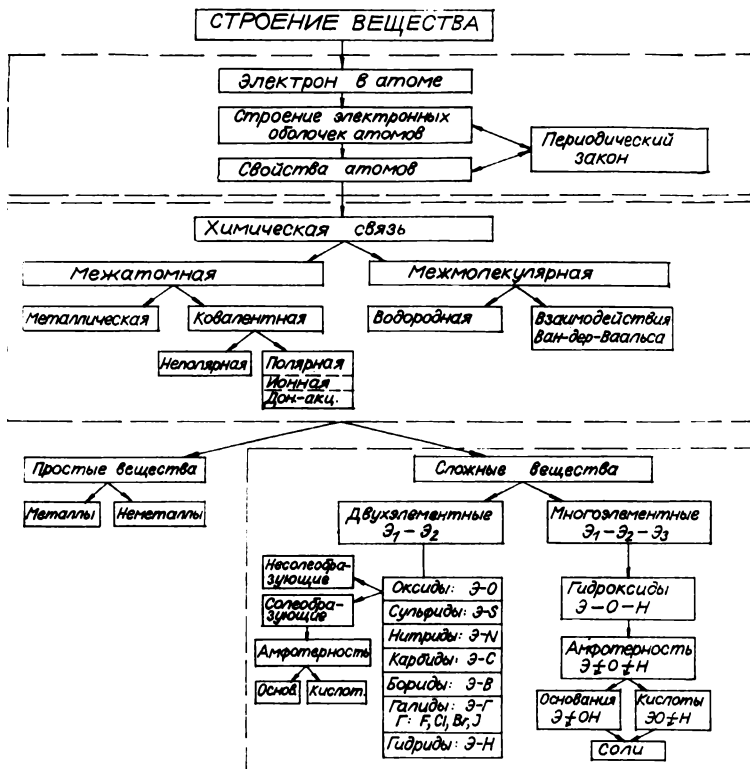 СТРОЕНИЕ ВЕЩЕСТВА
Электрон в атоме
Строение электронных
оболочек атомов
Периодический
закон
Свойства атомов
Химическая связь
Межатомная
Межмолекулярная
Металлическая
Ковалентная
Водородная
Взаимодействия
Ван-дер-Ваальса
Неполярная
Полярная
Ионная
Дон-акц.
Простые вещества
Сложные вещества
Металлы
Неметаллы
Двухэлементные
Э₁ – Э₂
Многоэлементные
Э₁ – Э₂ – Э₃
Несолеобра-
зующие
Солеобра-
зующие
Амфотерность
Основ.
Кислот.
Оксиды: Э-О
Сульфиды: Э-S
Нитриды: Э-N
Карбиды: Э-С
Бориды: Э-В
Галиды: Э-Г
Г: F, Cl, Br, J
Гидриды: Э-Н
Гидроксиды
Э – О – Н
Амфотерность
Э ⌿ О ⌿ Н
Основания
Э ⌿ ОН
Кислоты
ЭО ⌿ Н
Соли